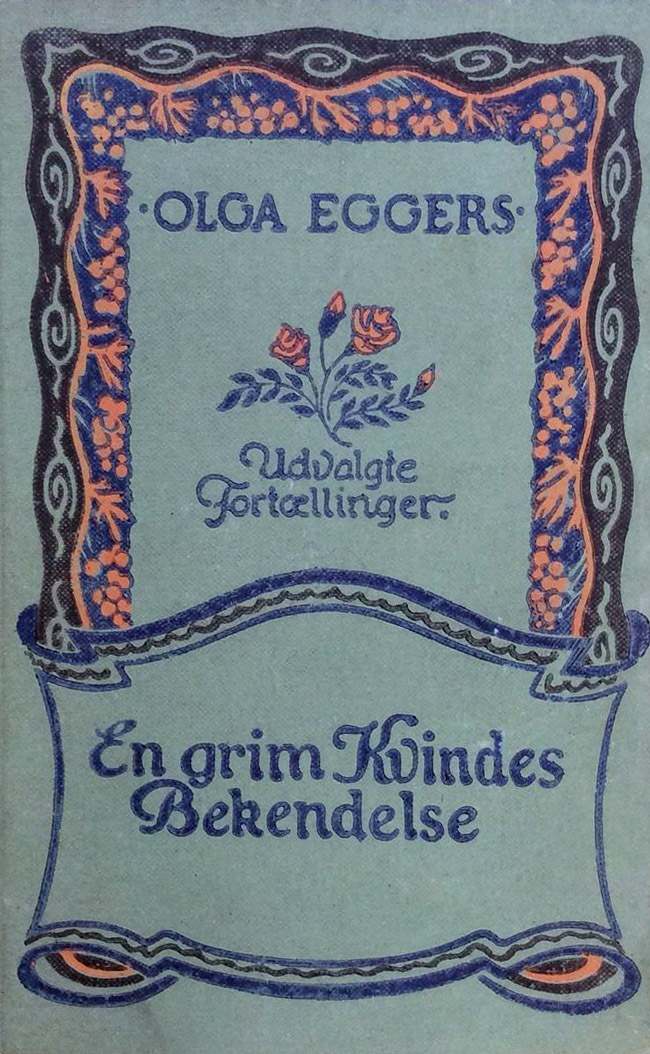 ·OLGA EGGERS·
Udvalgte
Fortællinger.
En grim Kvindes
Bekendelse